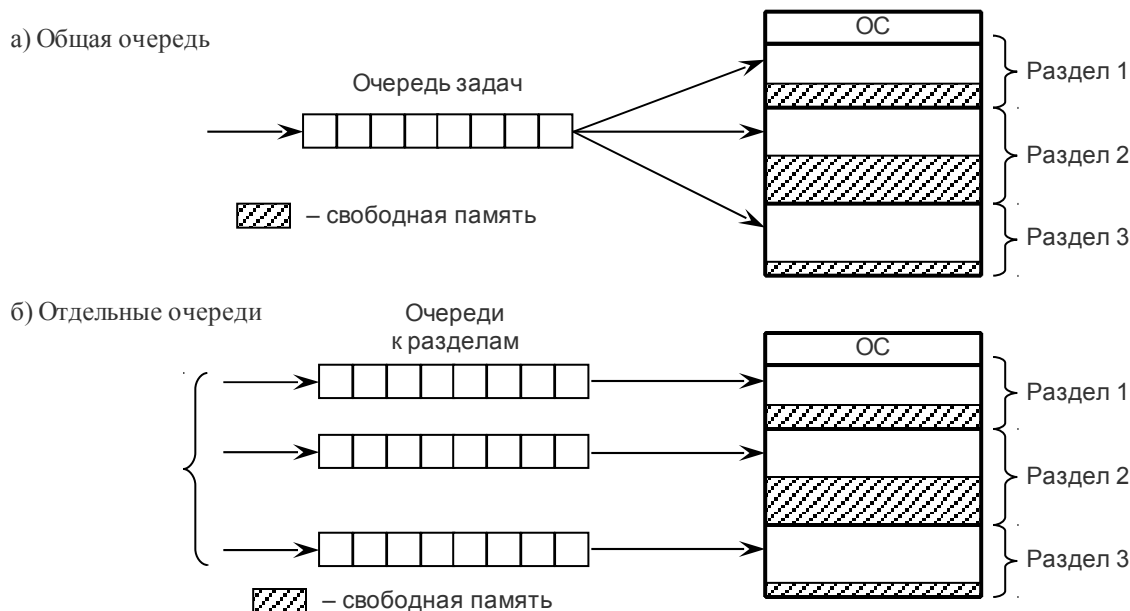 а) Общая очередь
Очередь задач
ОС
Раздел 1
Раздел 2
Раздел 3
– свободная память
б) Отдельные очереди
Очереди
к разделам
ОС
Раздел 1
Раздел 2
Раздел 3
– свободная память